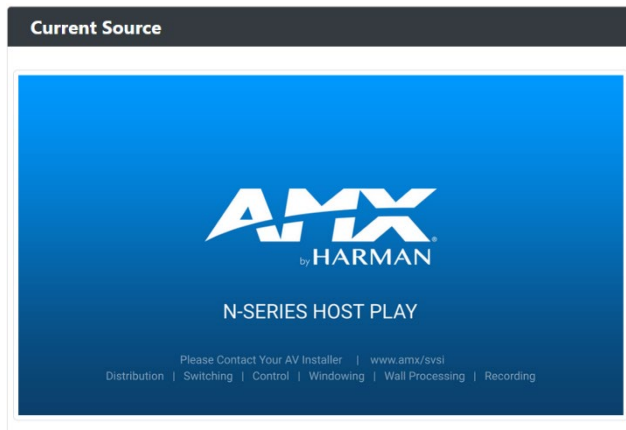 Current Source
AMX®
by HARMAN
N-SERIES HOST PLAY
Please Contact Your AV Installer | www.amx/svsi
Distribution | Switching | Control | Windowing | Wall Processing | Recording